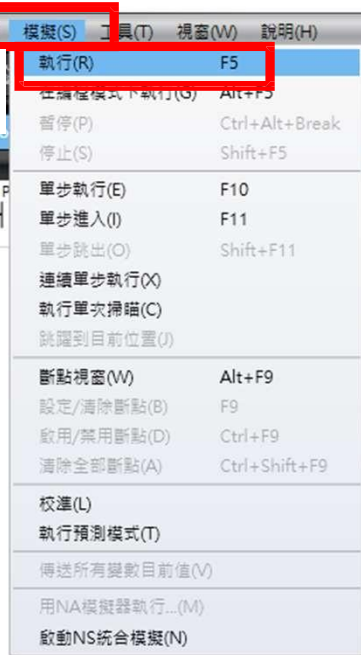 模擬(S) 工具(T) 視窗(W) 說明(H)
執行(R) F5
在編程模式下執行(G) Alt+F5
暫停(P) Ctrl+Alt+Break
停止(S) Shift+F5
單步執行(E) F10
單步進入(I) F11
單步跳出(O) Shift+F11
連續單步執行(X)
執行單次掃瞄(C)
跳躍到目前位置(J)
斷點視窗(W) Alt+F9
設定/清除斷點(B) F9
啟用/禁用斷點(D) Ctrl+F9
清除全部斷點(A) Ctrl+Shift+F9
校準(L)
執行預測模式(T)
傳送所有變數目前值(V)
用NA模擬器執行...(M)
啟動NS統合模擬(N)